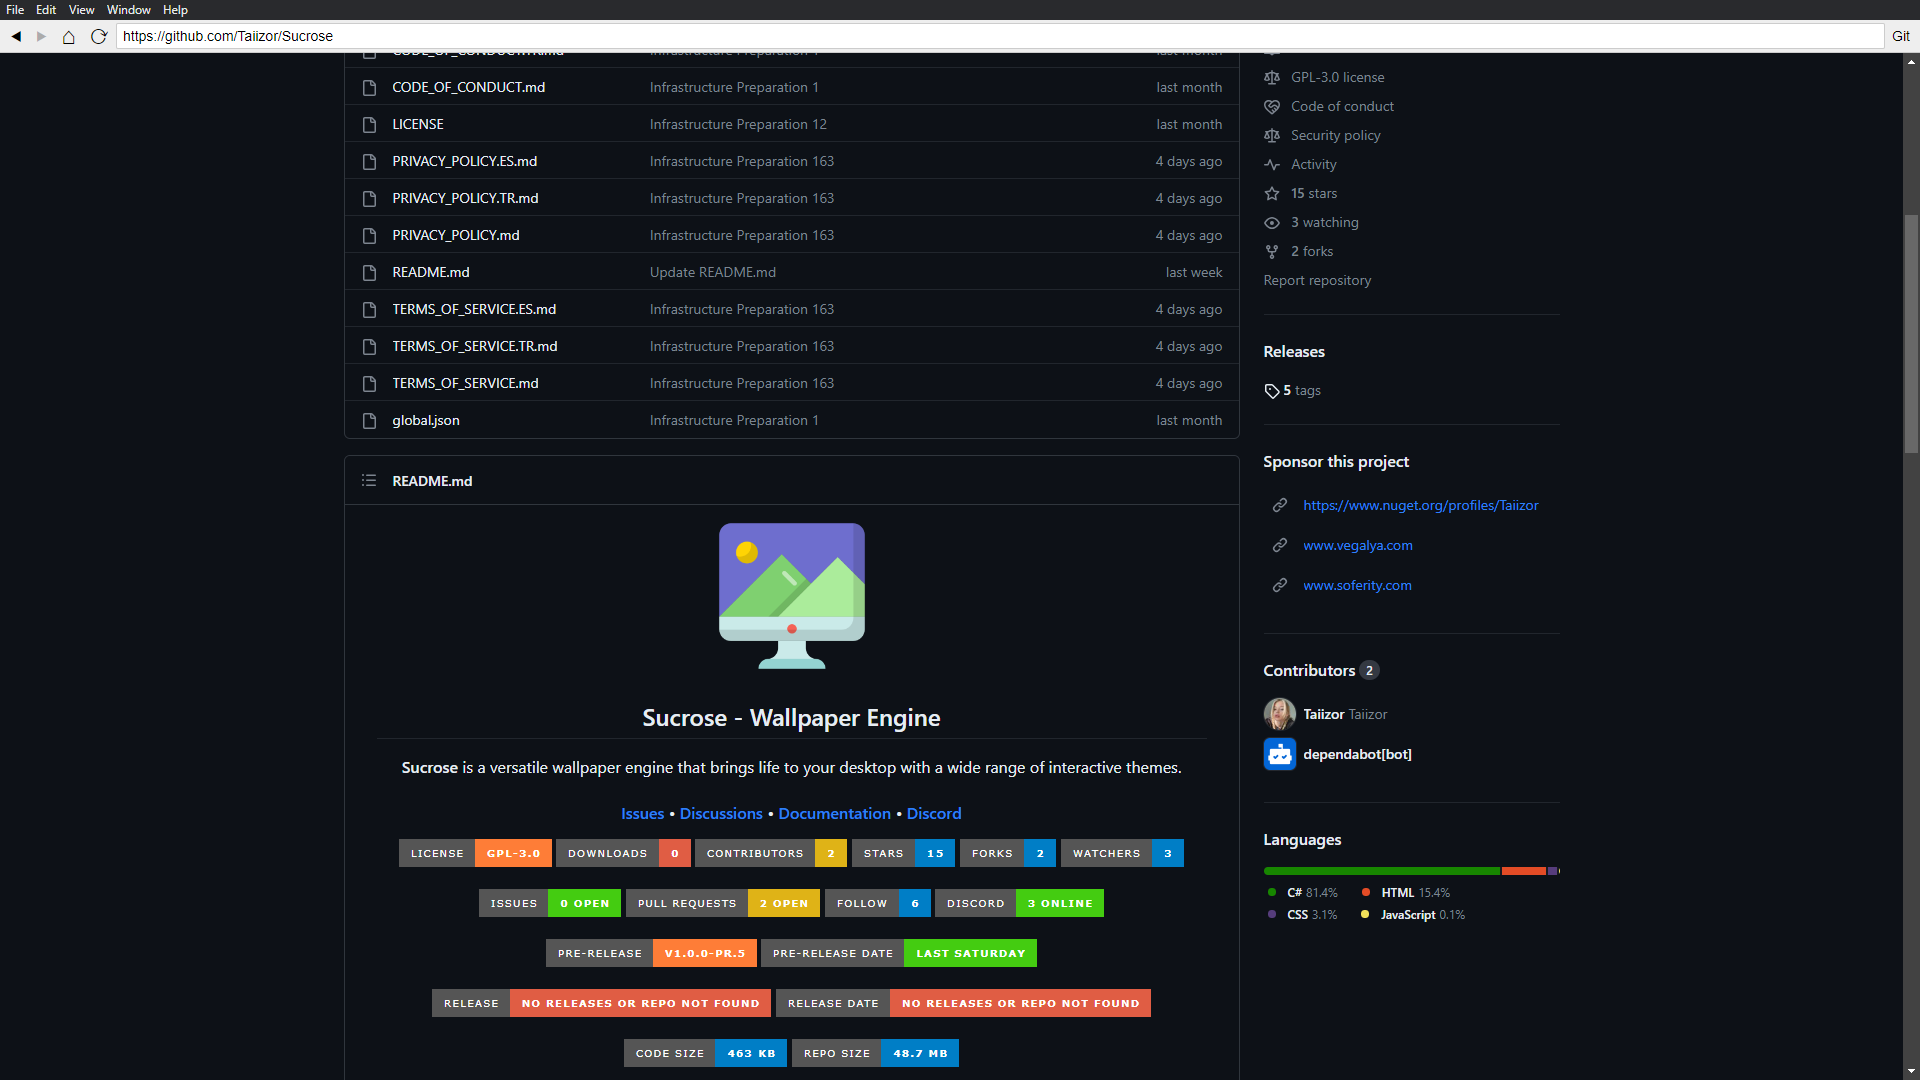 File Edit View Window Help
https://github.com/Taiizor/Sucrose Git
CODE_OF_CONDUCT.TR.md Infrastructure Preparation 1 last month
CODE_OF_CONDUCT.md Infrastructure Preparation 1 last month
LICENSE Infrastructure Preparation 12 last month
PRIVACY_POLICY.ES.md Infrastructure Preparation 163 4 days ago
PRIVACY_POLICY.TR.md Infrastructure Preparation 163 4 days ago
PRIVACY_POLICY.md Infrastructure Preparation 163 4 days ago
README.md Update README.md last week
TERMS_OF_SERVICE.ES.md Infrastructure Preparation 163 4 days ago
TERMS_OF_SERVICE.TR.md Infrastructure Preparation 163 4 days ago
TERMS_OF_SERVICE.md Infrastructure Preparation 163 4 days ago
global.json Infrastructure Preparation 1 last month
README.md
Sucrose - Wallpaper Engine
Sucrose is a versatile wallpaper engine that brings life to your desktop with a wide range of interactive themes.
Issues • Discussions • Documentation • Discord
LICENSE GPL-3.0 DOWNLOADS 0 CONTRIBUTORS 2 STARS 15 FORKS 2 WATCHERS 3
ISSUES 0 OPEN PULL REQUESTS 2 OPEN FOLLOW 6 DISCORD 3 ONLINE
PRE-RELEASE V1.0.0-PR.5 PRE-RELEASE DATE LAST SATURDAY
RELEASE NO RELEASES OR REPO NOT FOUND RELEASE DATE NO RELEASES OR REPO NOT FOUND
CODE SIZE 463 KB REPO SIZE 48.7 MB
GPL-3.0 license
Code of conduct
Security policy
Activity
15 stars
3 watching
2 forks
Report repository
Releases
5 tags
Sponsor this project
https://www.nuget.org/profiles/Taiizor
www.vegalya.com
www.soferity.com
Contributors 2
Taiizor Taiizor
dependabot[bot]
Languages
C# 81.4% HTML 15.4%
CSS 3.1% JavaScript 0.1%